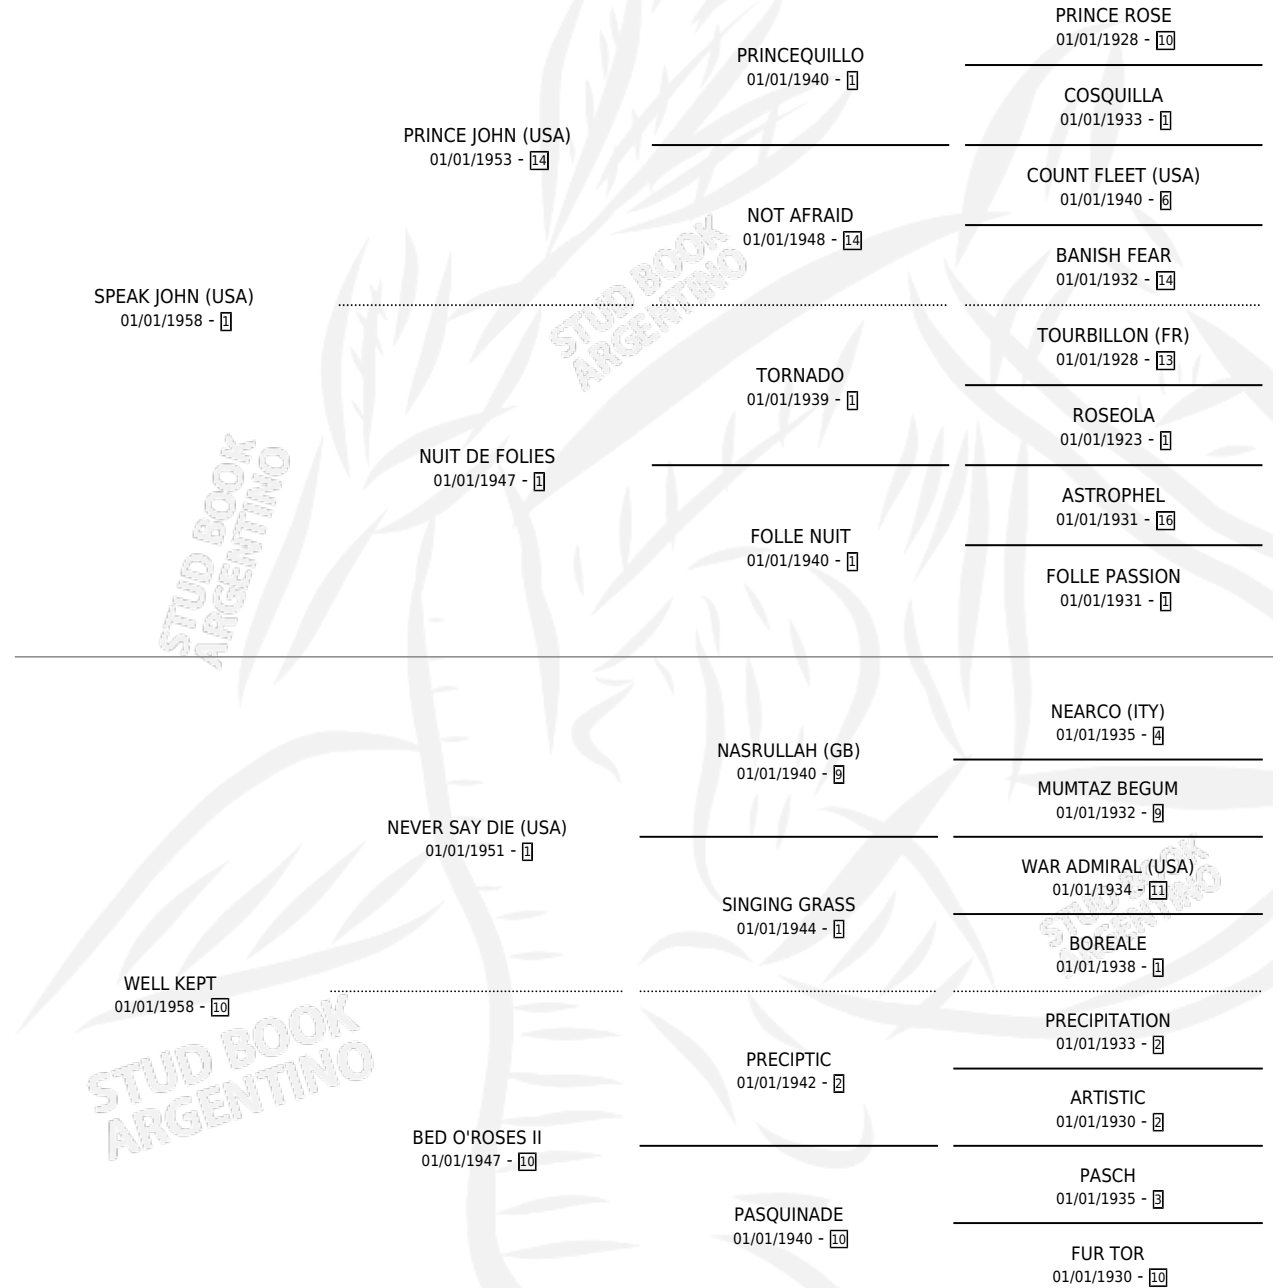 PRINCE ROSE
01/01/1928 - 10
PRINCEQUILLO
01/01/1940 - 1
COSQUILLA
01/01/1933 - 1
PRINCE JOHN (USA)
01/01/1953 - 14
COUNT FLEET (USA)
01/01/1940 - 6
NOT AFRAID
01/01/1948 - 14
BANISH FEAR
01/01/1932 - 14
SPEAK JOHN (USA)
01/01/1958 - 1
STUD BOOK
ARGENTINO
TOURBILLON (FR)
01/01/1928 - 13
TORNADO
01/01/1939 - 1
ROSEOLA
01/01/1923 - 1
NUIT DE FOLIES
01/01/1947 - 1
ASTROPHEL
01/01/1931 - 16
FOLLE NUIT
01/01/1940 - 1
FOLLE PASSION
01/01/1931 - 1
STUD BOOK
ARGENTINO
NEARCO (ITY)
01/01/1935 - 4
NASRULLAH (GB)
01/01/1940 - 9
MUMTAZ BEGUM
01/01/1932 - 9
NEVER SAY DIE (USA)
01/01/1951 - 1
WAR ADMIRAL (USA)
01/01/1934 - 11
STUD BOOK
ARGENTINO
SINGING GRASS
01/01/1944 - 1
BOREALE
01/01/1938 - 1
WELL KEPT
01/01/1958 - 10
STUD BOOK
ARGENTINO
PRECIPITATION
01/01/1933 - 2
PRECIPTIC
01/01/1942 - 2
ARTISTIC
01/01/1930 - 2
BED O'ROSES II
01/01/1947 - 10
PASCH
01/01/1935 - 3
PASQUINADE
01/01/1940 - 10
FUR TOR
01/01/1930 - 10